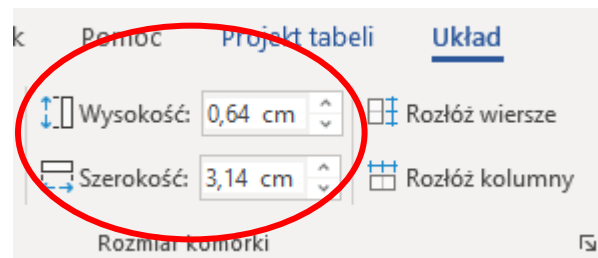 k Pomoc Projekt tabeli Układ
Wysokość: 0,64 cm Rozłóż wiersze
Szerokość: 3,14 cm Rozłóż kolumny
Rozmiar komórki